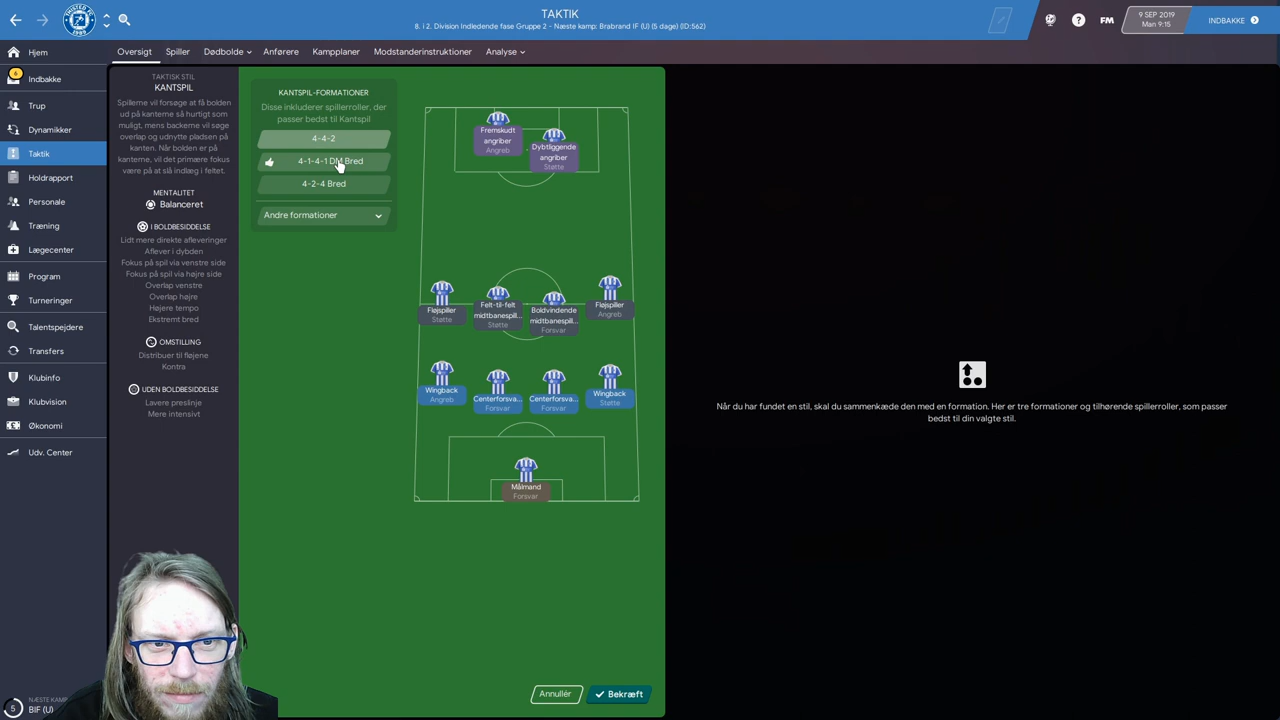 TAKTIK
8. i 2. Division Indledende fase Gruppe 2 - Næste kamp: Brabrand IF (U) (5 dage) (ID:562)
FM
9 SEP 2019
Man 9:15
INDBAKKE
Oversigt
Spiller
Dødbolde
Anførere
Kampplaner
Modstanderinstruktioner
Analyse
Hjem
6
Indbakke
Trup
Dynamikker
Taktik
Holdrapport
Personale
Træning
Lægecenter
Program
Turneringer
Talentspejdere
Transfers
Klubinfo
Klubvision
Økonomi
Udv. Center
5
NÆSTE KAMP
BIF (U)
TAKTISK STIL
KANTSPIL
Spillerne vil forsøge at få bolden
ud på kanterne så hurtigt som
muligt, mens backerne vil søge
overlap og udnytte pladsen på
kanten. Når bolden er på
kanterne, vil det primære fokus
være på at slå indlæg i feltet.
MENTALITET
Balanceret
I BOLDBESIDDELSE
Lidt mere direkte afleveringer
Aflever i dybden
Fokus på spil via venstre side
Fokus på spil via højre side
Overlap venstre
Overlap højre
Højere tempo
Ekstremt bred
OMSTILLING
Distribuer til fløjene
Kontra
UDEN BOLDBESIDDELSE
Lavere preslinje
Mere intensivt
KANTSPIL-FORMATIONER
Disse inkluderer spillerroller, der
passer bedst til Kantspil
4-4-2
4-1-4-1 DM Bred
4-2-4 Bred
Andre formationer
Fremskudt
angriber
Angreb
Dybtliggende
angriber
Støtte
Fløjspiller
Støtte
Felt-til-felt
midtbanespill...
Støtte
Boldvindende
midtbanespill...
Forsvar
Fløjspiller
Angreb
Wingback
Angreb
Centerforsva...
Forsvar
Centerforsva...
Forsvar
Wingback
Støtte
Målmand
Forsvar
Annullér
Bekræft
Når du har fundet en stil, skal du sammenkæde den med en formation. Her er tre formationer og tilhørende spillerroller, som passer
bedst til din valgte stil.